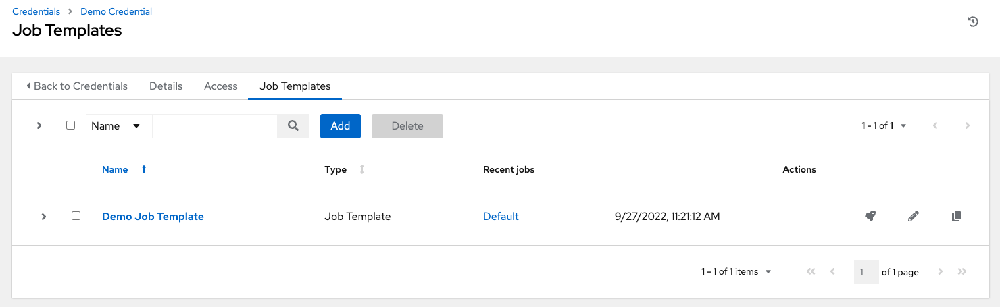 Credentials > Demo Credential
Job Templates
Back to Credentials Details Access Job Templates
Name Add Delete 1 - 1 of 1
Name Type Recent jobs Actions
Demo Job Template Job Template Default 9/27/2022, 11:21:12 AM
1 - 1 of 1 items 1 of 1 page